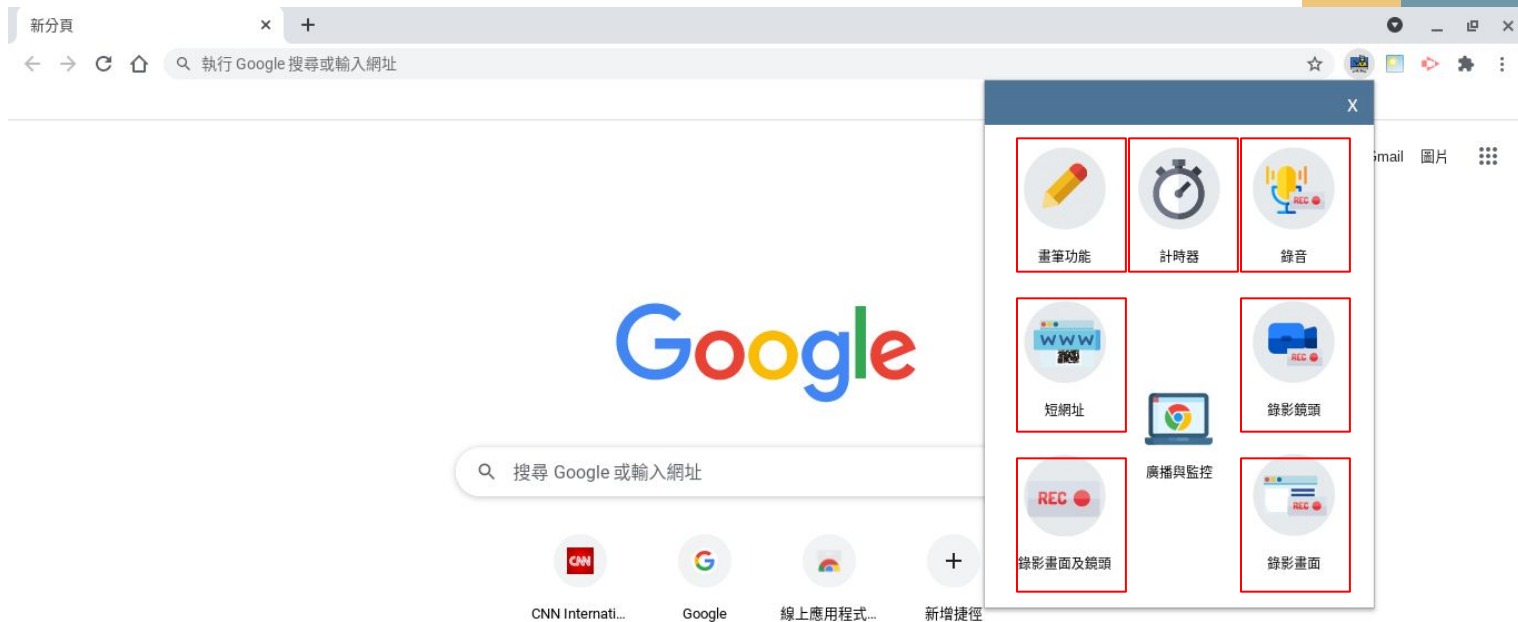 新分頁
執行 Google 搜尋或輸入網址
X
圖片
畫筆功能
計時器
REC
錄音
Google
WWW
短網址
REC
錄影鏡頭
廣播與監控
搜尋 Google 或輸入網址
REC
錄影畫面及鏡頭
REC
錄影畫面
CNN
G
CNN Internati...
Google
線上應用程式...
新增捷徑